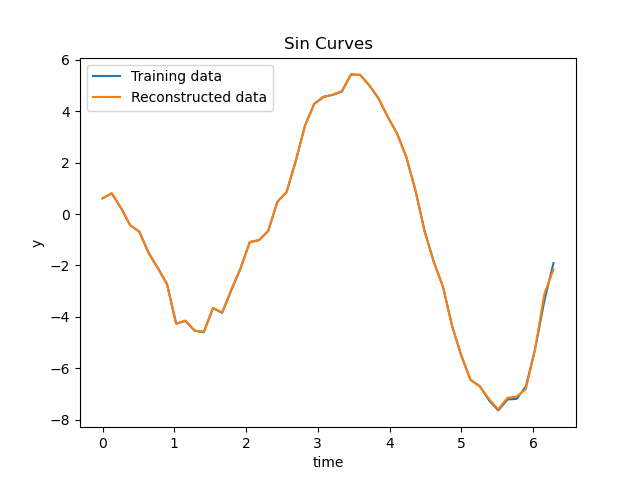 Sin Curves
Training data
Reconstructed data
6
4
2
0
−2
−4
−6
−8
y
0 1 2 3 4 5 6
time